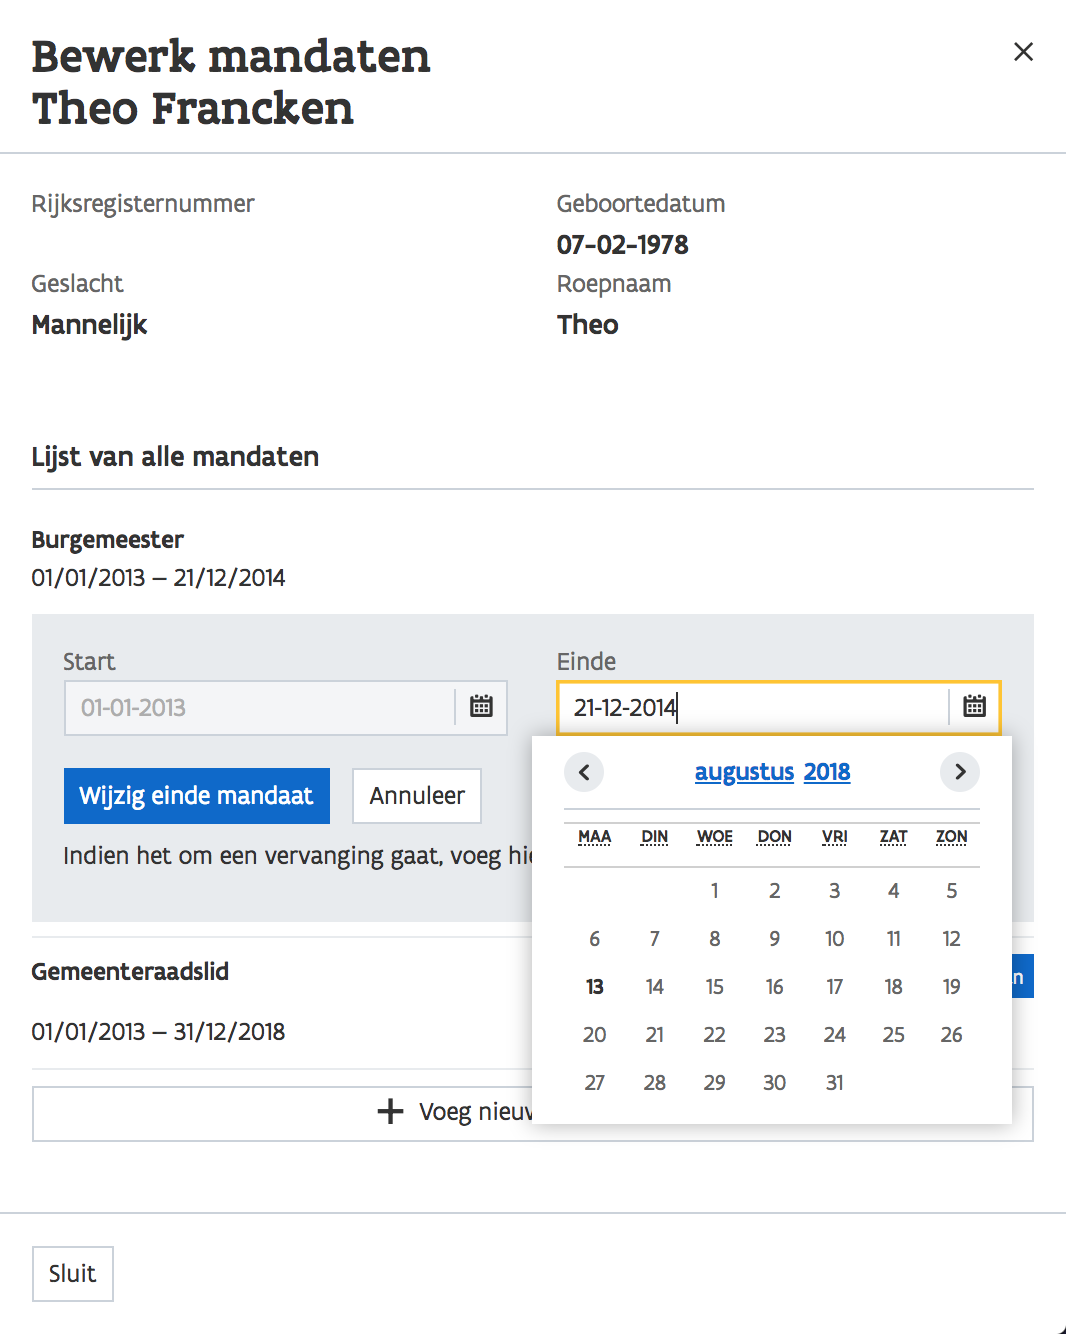 Bewerk mandaten
Theo Francken
Rijksregisternummer
Geboortedatum
07-02-1978
Geslacht
Mannelijk
Roepnaam
Theo
Lijst van alle mandaten
Burgemeester
01/01/2013 – 21/12/2014
Start
01-01-2013
Einde
21-12-2014
Wijzig einde mandaat
Annuleer
Indien het om een vervanging gaat, voeg
augustus 2018
MAA DIN WOE DON VRI ZAT ZON
1 2 3 4 5
6 7 8 9 10 11 12
13 14 15 16 17 18 19
20 21 22 23 24 25 26
27 28 29 30 31
Gemeenteraadslid
01/01/2013 – 31/12/2018
Voeg
Sluit